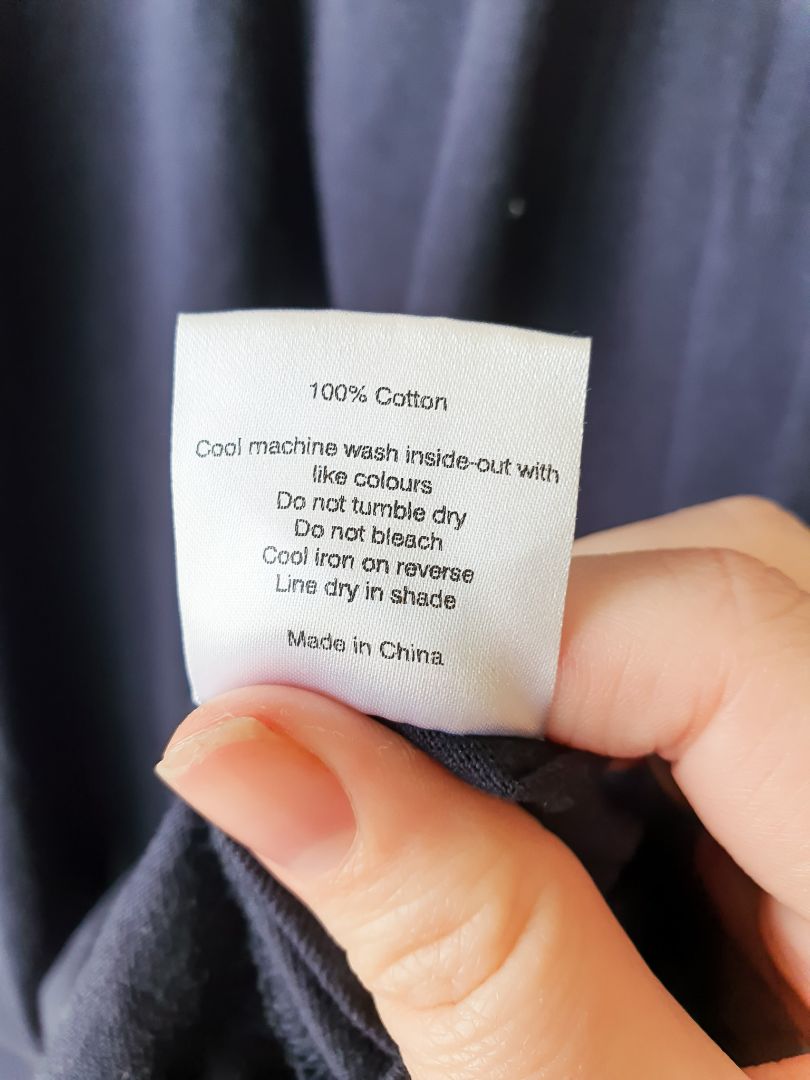 100% Cotton
Cool machine wash inside-out with
like colours
Do not tumble dry
Do not bleach
Cool iron on reverse
Line dry in shade
Made in China